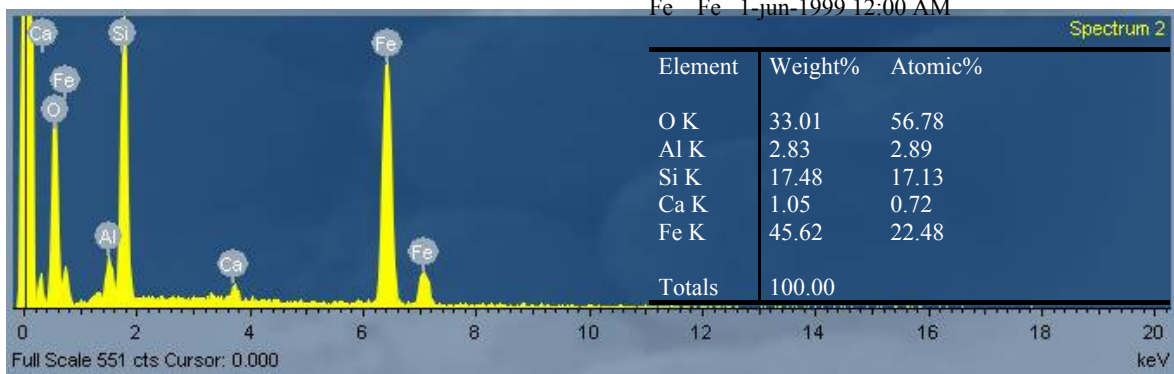 Fe Fe 1-jun-1999 12:00 AM
Spectrum 2
Ca Si Fe
Fe
O
Al Ca Fe
Element Weight% Atomic%
O K 33.01 56.78
Al K 2.83 2.89
Si K 17.48 17.13
Ca K 1.05 0.72
Fe K 45.62 22.48
Totals 100.00
0 2 4 6 8 10 12 14 16 18 20
Full Scale 551 cts Cursor: 0.000 keV